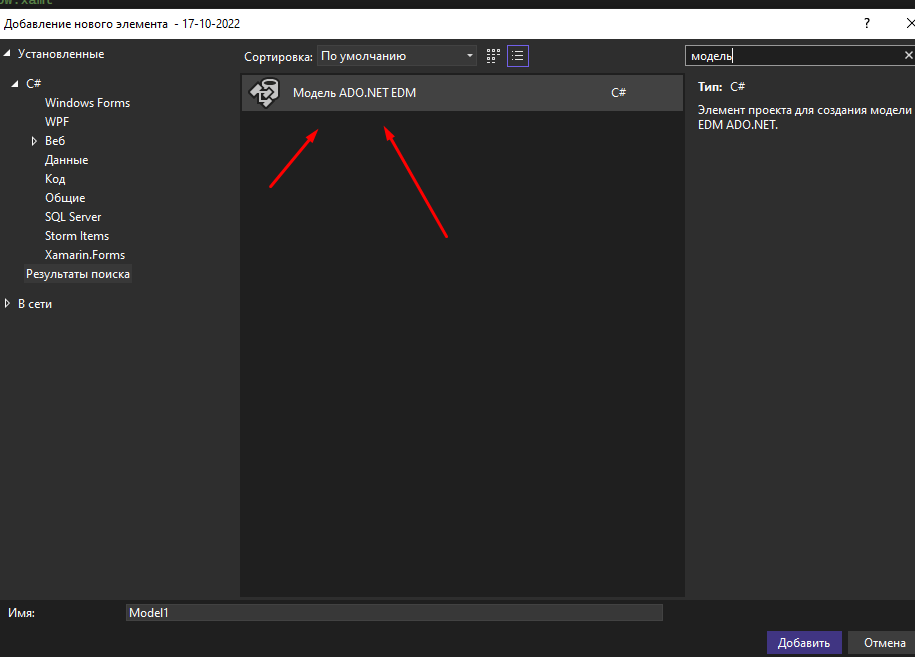 ow.xaml
Добавление нового элемента - 17-10-2022
?
Установленные
C#
Windows Forms
WPF
Веб
Данные
Код
Общие
SQL Server
Storm Items
Xamarin.Forms
Результаты поиска
В сети
Сортировка: По умолчанию
Модель ADO.NET EDM C#
модель
Тип: C#
Элемент проекта для создания модели
EDM ADO.NET.
Имя: Model1
Добавить Отмена